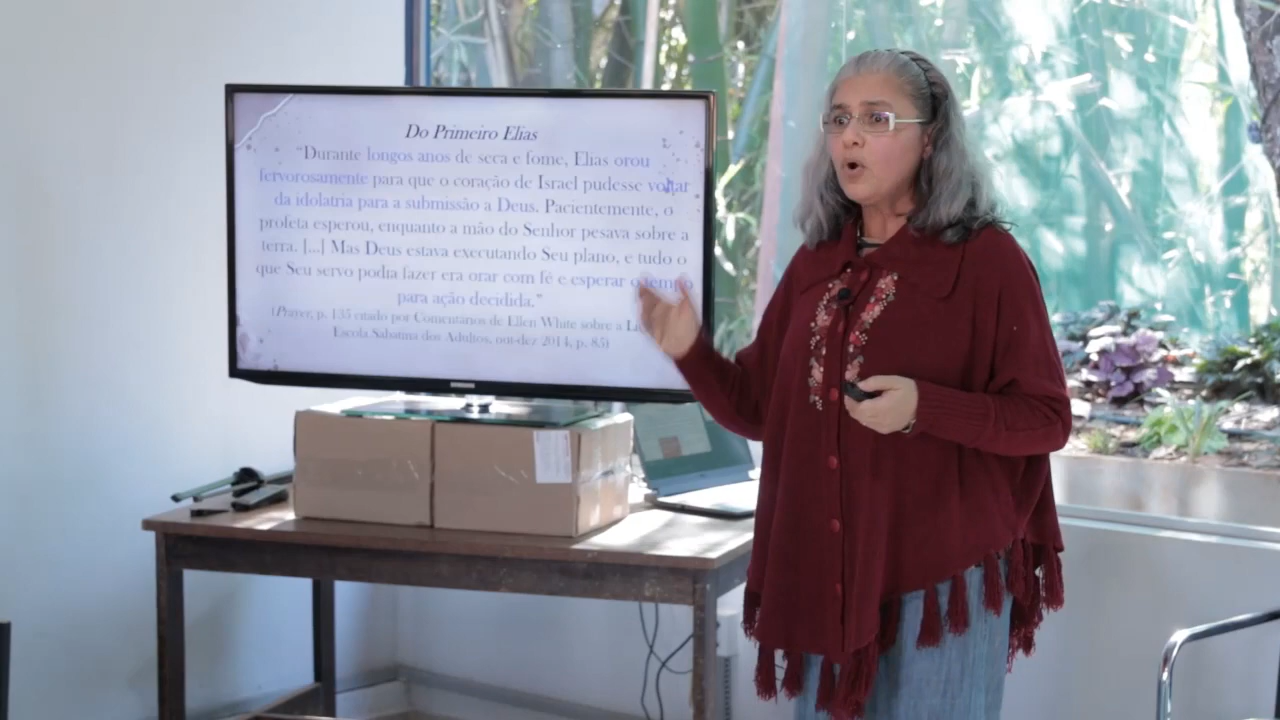 Do Primeiro Elias
“Durante longos anos de seca e fome, Elias orou
fervorosamente para que o coração de Israel pudesse voltar
da idolatria para a submissão a Deus. Pacientemente, o
profeta esperou, enquanto a mão do Senhor pesava sobre a
terra. [...] Mas Deus estava executando Seu plano, e tudo o
que Seu servo podia fazer era orar com fé e esperar o tempo
para ação decidida.”
(Prayer, p. 135 citado por Comentários de Ellen White sobre a
Escola Sabatina dos Adultos, out-dez 2014, p. 85)